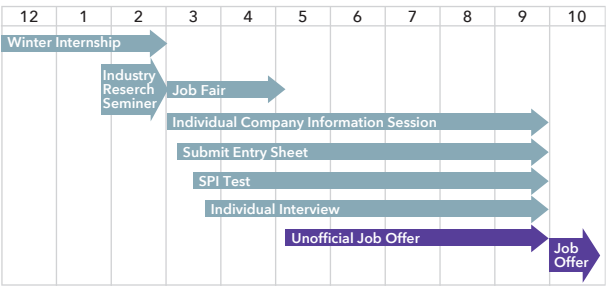 12 1 2 3 4 5 6 7 8 9 10
Winter Internship
Industry
Reserch
Seminer
Job Fair
Individual Company Information Session
Submit Entry Sheet
SPI Test
Individual Interview
Unofficial Job Offer
Job
Offer